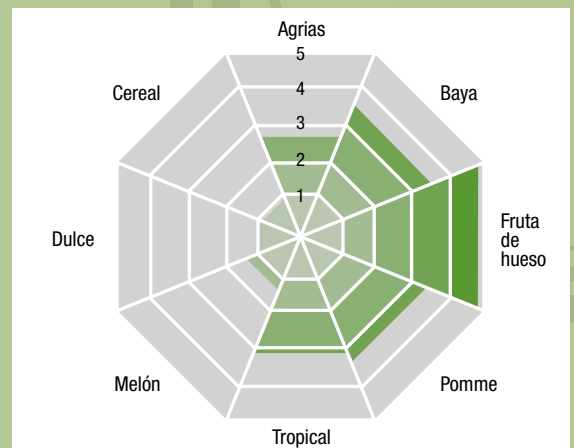 Agrias
5
4
3
2
1
Baya
Fruta
de
hueso
Pomme
Tropical
Melón
Dulce
Cereal